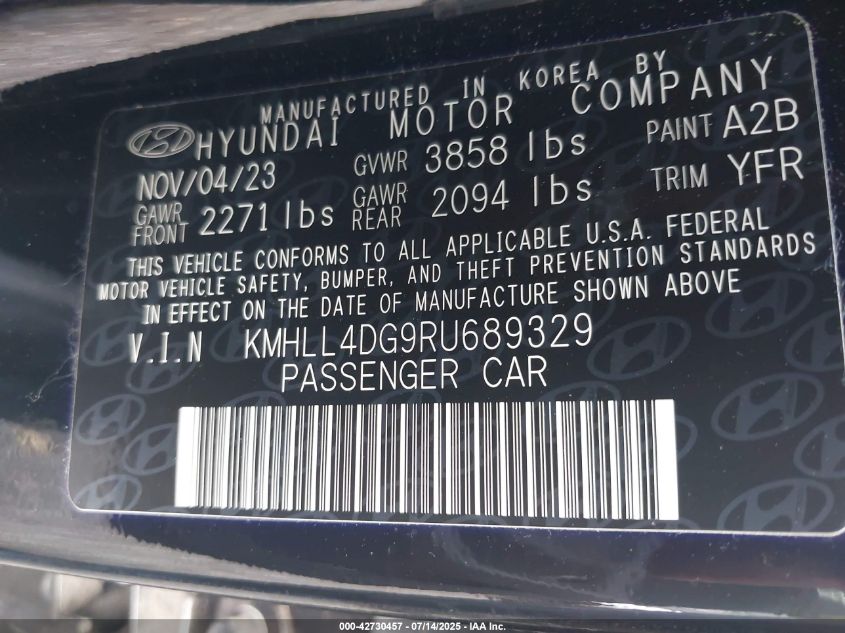 MANUFACTURED IN KOREA BY
HYUNDAI MOTOR COMPANY
NOV/04/23 GVWR 3858 lbs PAINT A2B
GAWR FRONT 2271 lbs GAWR REAR 2094 lbs TRIM YFR
THIS VEHICLE CONFORMS TO ALL APPLICABLE U.S.A. FEDERAL
MOTOR VEHICLE SAFETY, BUMPER, AND THEFT PREVENTION STANDARDS
IN EFFECT ON THE DATE OF MANUFACTURE SHOWN ABOVE
V.I.N KMHLL4DG9RU689329
PASSENGER CAR
000-42730457 - 07/14/2025 - IAA Inc.